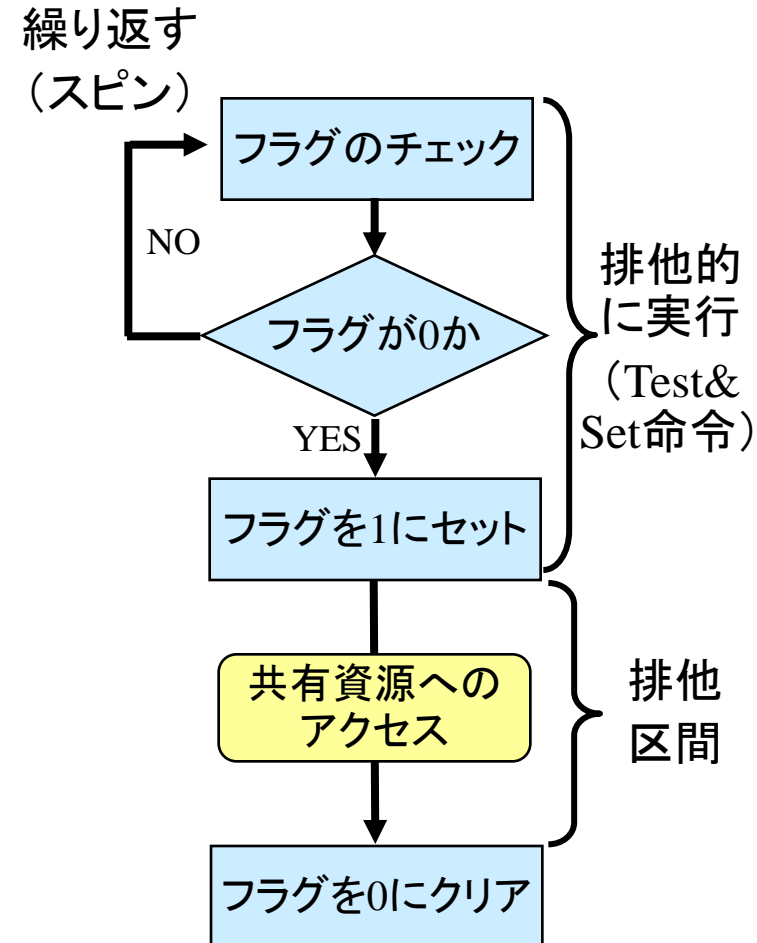 繰り返す
（スピン）
フラグのチェック
NO
フラグが0か
YES
フラグを1にセット
排他的
に実行
（Test&
Set命令）
共有資源への
アクセス
排他
区間
フラグを0にクリア